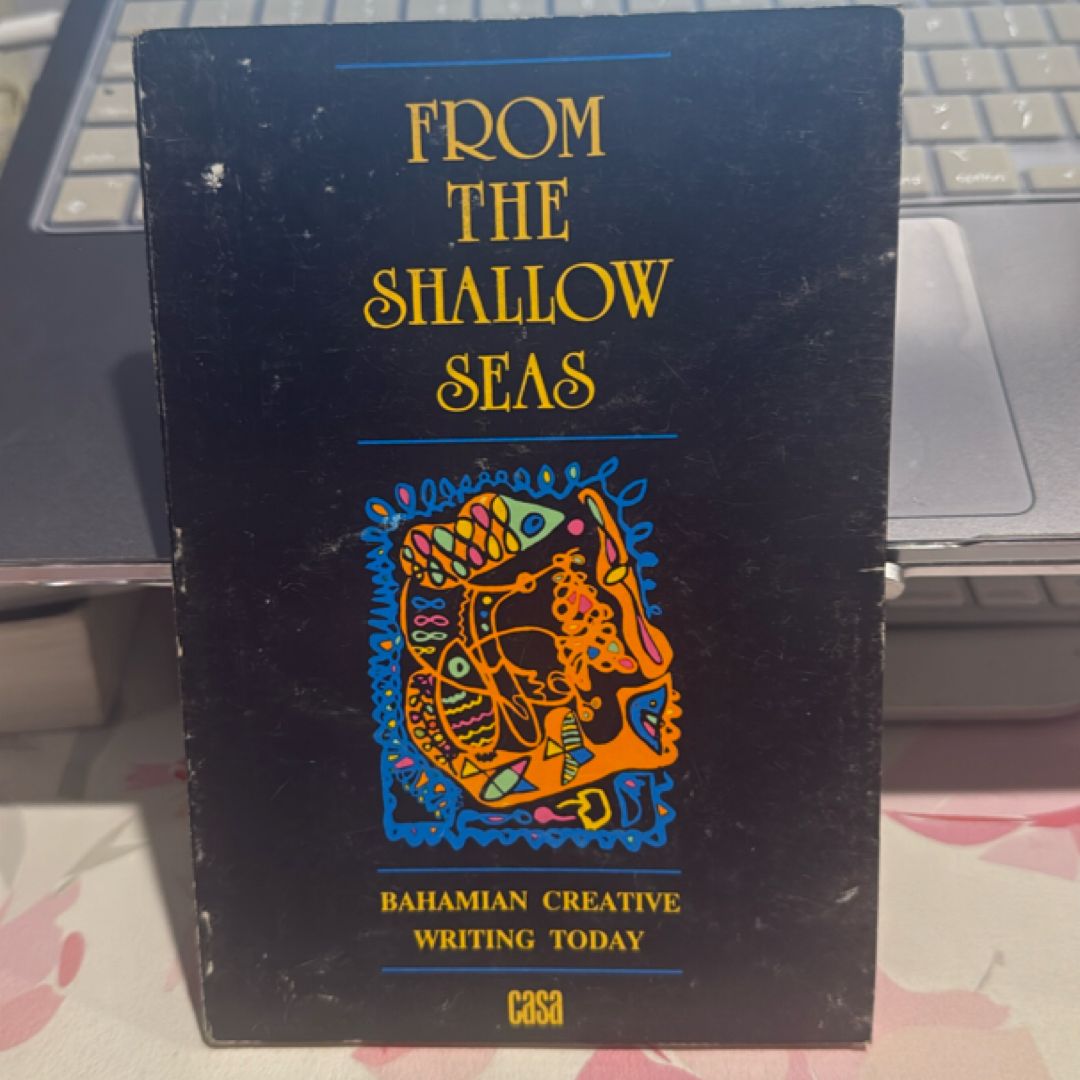 FROM
THE
SHALLOW
SEAS
BAHAMIAN CREATIVE
WRITING TODAY
casa